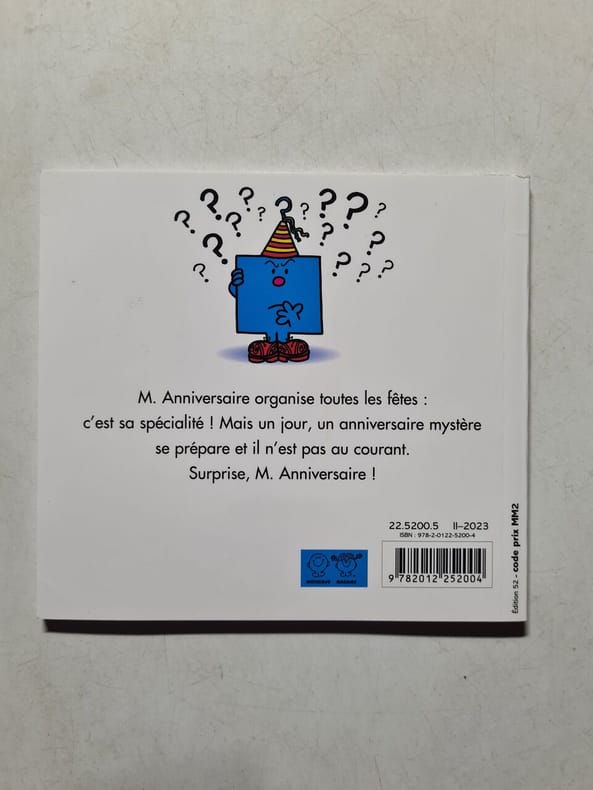 ? ? ? ? ? ? ? ? ? ? ? ? ? ? ? ?
M. Anniversaire organise toutes les fêtes :
c’est sa spécialité ! Mais un jour, un anniversaire mystère
se prépare et il n’est pas au courant.
Surprise, M. Anniversaire !
22.5200.5 II–2023
ISBN : 978-2-0122-5200-4
MONSIEUR MADAME
9 782012 252004
Édition 52 - code prix MM2